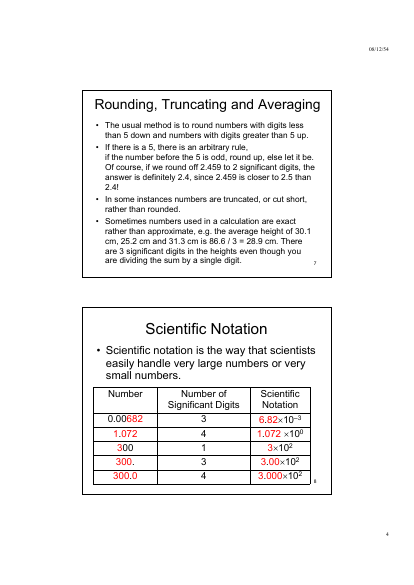 08/12/54
Rounding, Truncating and Averaging
• The usual method is to round numbers with digits less
than 5 down and numbers with digits greater than 5 up.
• If there is a 5, there is an arbitrary rule,
if the number before the 5 is odd, round up, else let it be.
Of course, if we round off 2.459 to 2 significant digits, the
answer is definitely 2.4, since 2.459 is closer to 2.5 than
2.4!
• In some instances numbers are truncated, or cut short,
rather than rounded.
• Sometimes numbers used in a calculation are exact
rather than approximate, e.g. the average height of 30.1
cm, 25.2 cm and 31.3 cm is 86.6 / 3 = 28.9 cm. There
are 3 significant digits in the heights even though you
are dividing the sum by a single digit.
7
Scientific Notation
• Scientific notation is the way that scientists
easily handle very large numbers or very
small numbers.
Number Number of Significant Digits Scientific Notation
0.00682 3 6.82×10⁻³
1.072 4 1.072 ×10⁰
300 1 3×10²
300. 3 3.00×10²
300.0 4 3.000×10²
8
4